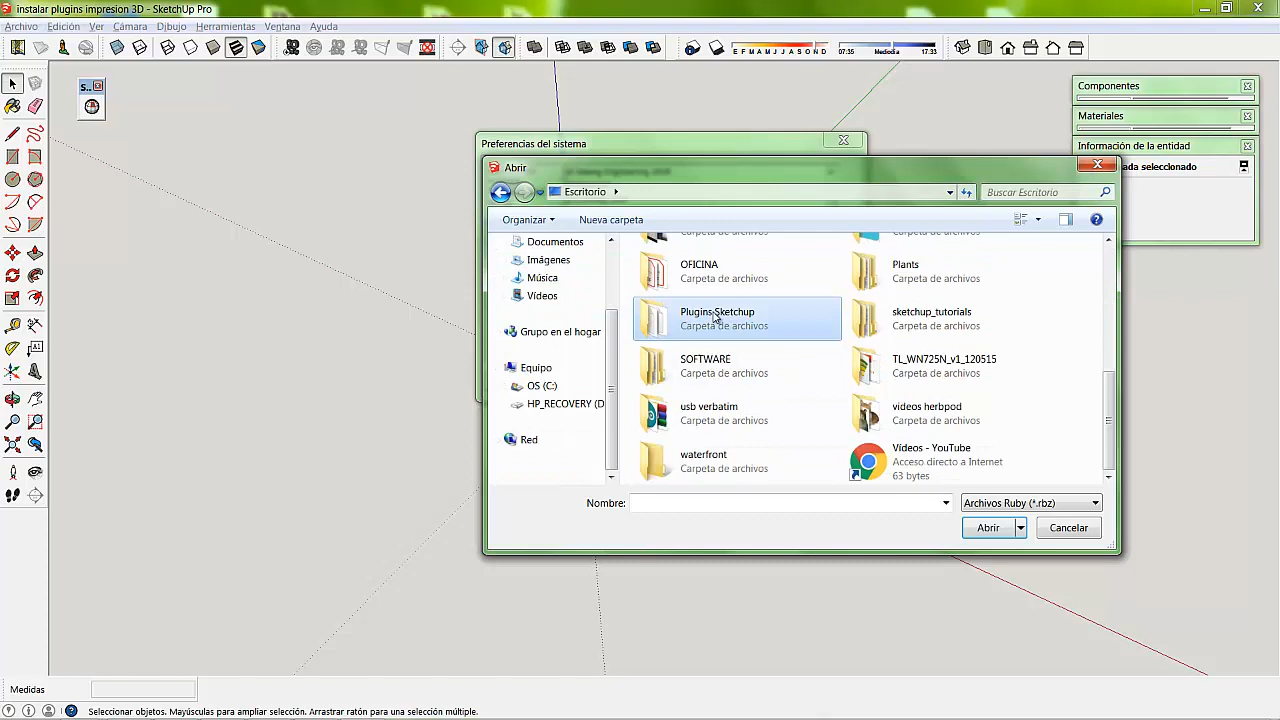 instalar plugins impresion 3D - SketchUp Pro
Archivo Edición Ver Cámara Dibujo Herramientas Ventana Ayuda
E F M A M J J A S O N D 07:35 Mediodía 17:33
S..
Componentes
Materiales
Información de la entidad
ada seleccionado
Preferencias del sistema
Abrir
Escritorio
Buscar Escritorio
Organizar Nueva carpeta
Documentos
Imágenes
Música
Vídeos
Grupo en el hogar
Equipo
OS (C:)
HP_RECOVERY (D
Red
Carpeta de archivos Carpeta de archivos
OFICINA Plants
Carpeta de archivos Carpeta de archivos
Plugins Sketchup sketchup_tutorials
Carpeta de archivos Carpeta de archivos
SOFTWARE TL_WN725N_v1_120515
Carpeta de archivos Carpeta de archivos
usb verbatim videos herbpod
Carpeta de archivos Carpeta de archivos
waterfront Vídeos - YouTube
Carpeta de archivos Acceso directo a Internet
63 bytes
Nombre: Archivos Ruby (*.rbz)
Abrir Cancelar
Medidas
Seleccionar objetos. Mayúsculas para ampliar selección. Arrastrar ratón para una selección múltiple.